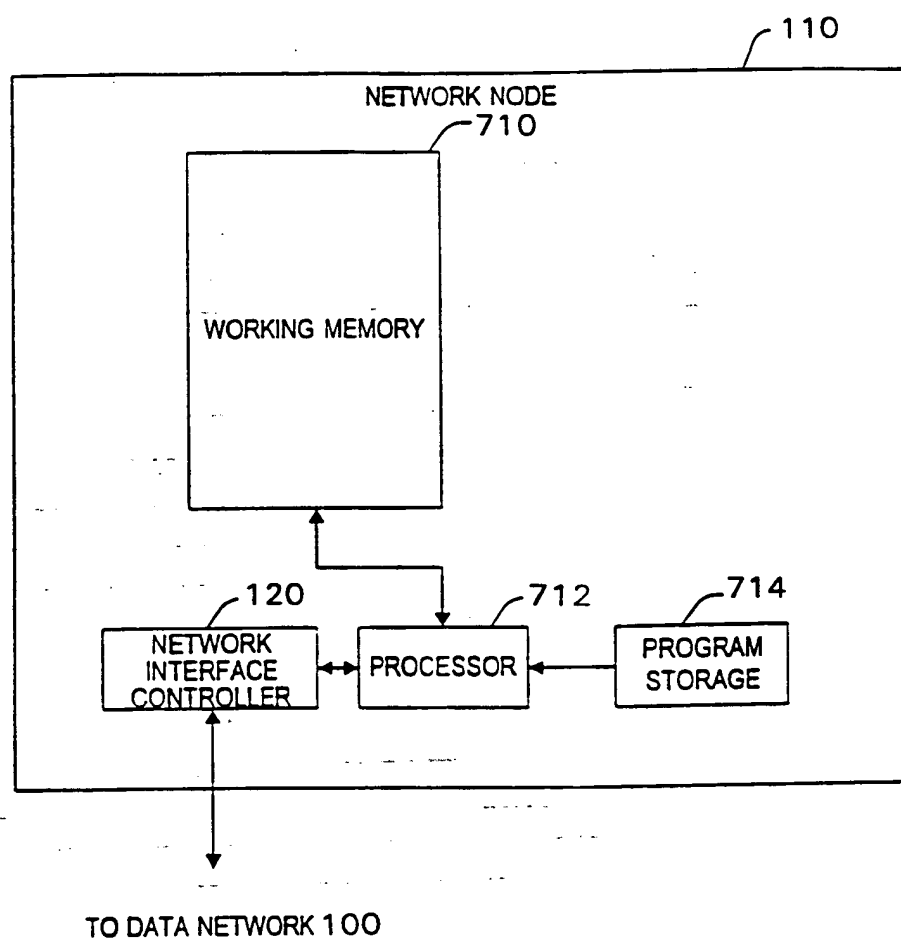 110
NETWORK NODE
710
WORKING MEMORY
120
712
714
NETWORK
INTERFACE
CONTROLLER
PROCESSOR
PROGRAM
STORAGE
TO DATA NETWORK 100